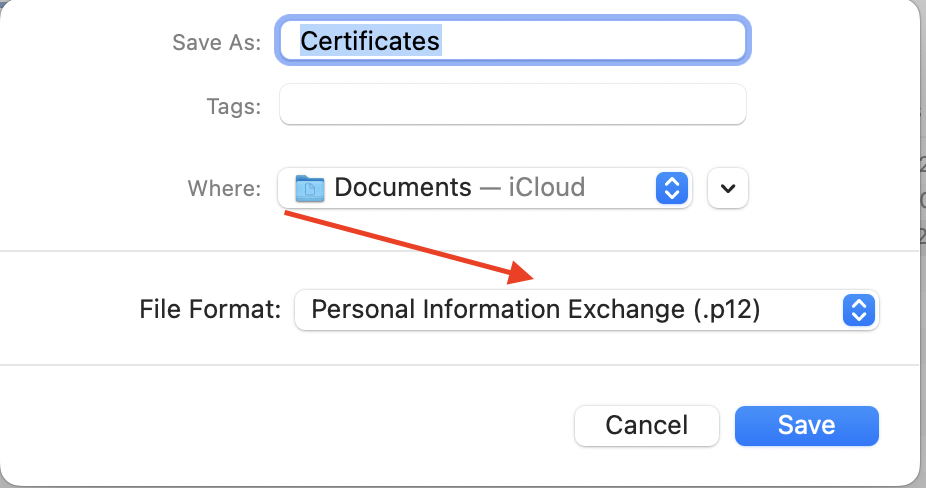 Save As: Certificates
Tags:
Where: Documents — iCloud
File Format: Personal Information Exchange (.p12)
Cancel Save